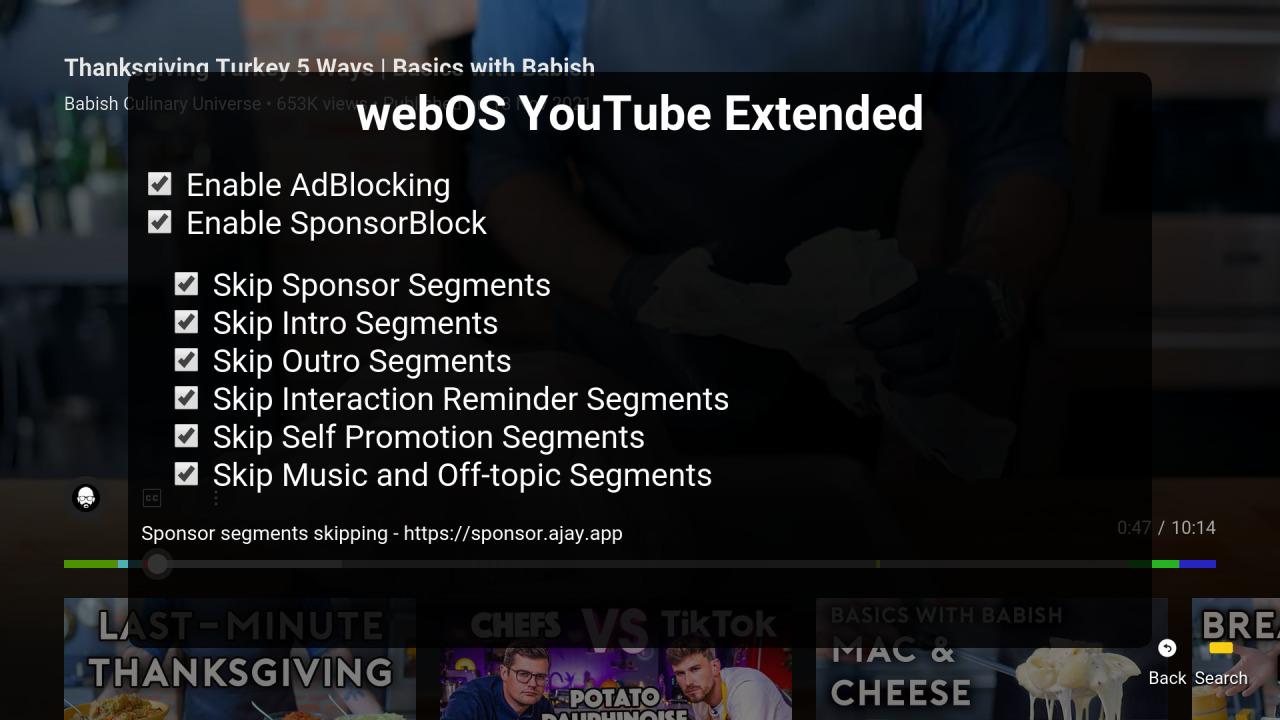 Thanksgiving Turkey 5 Ways | Basics with Babish
Babish Culinary Universe • 653K views • Published 2021
webOS YouTube Extended
Enable AdBlocking
Enable SponsorBlock
Skip Sponsor Segments
Skip Intro Segments
Skip Outro Segments
Skip Interaction Reminder Segments
Skip Self Promotion Segments
Skip Music and Off-topic Segments
CC
Sponsor segments skipping - https://sponsor.ajay.app
0:47 / 10:14
LAST-MINUTE
THANKSGIVING
CHEFS VS TikTok
POTATO
DAUPHINOISE
BASICS WITH BABISH
MAC &
CHEESE
BRE
Back Search